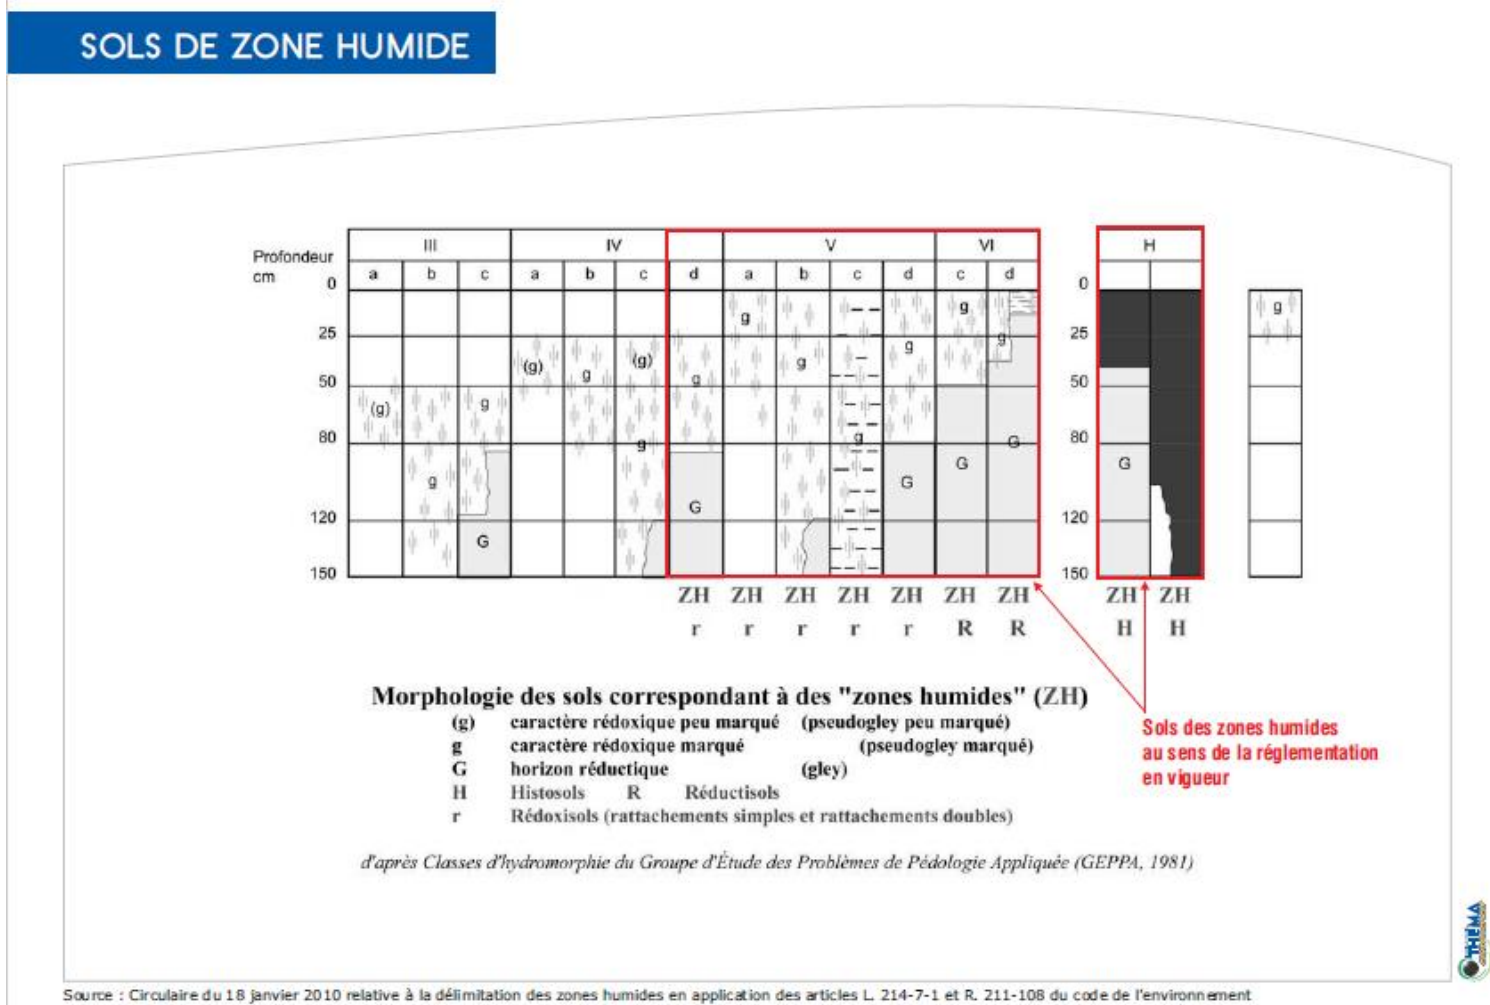 SOLS DE ZONE HUMIDE
III IV V VI H
Profondeur
cm
a b c a b c d a b c d c d
0 0
g g g g
25 25
g (g) g g
(g) g g g
50 50
(g) g
80 g g G 80
g G G G
G
120 G 120
150 150
ZH ZH ZH ZH ZH ZH ZH ZH ZH
r r r r r R R H H
Morphologie des sols correspondant à des "zones humides" (ZH)
(g) caractère rédoxique peu marqué (pseudogley peu marqué)
g caractère rédoxique marqué (pseudogley marqué)
G horizon réductique (gley)
H Histosols R Réductisols
r Rédoxisols (rattachements simples et rattachements doubles)
Sols des zones humides
au sens de la réglementation
en vigueur
d'après Classes d'hydromorphie du Groupe d'Étude des Problèmes de Pédologie Appliquée (GEPPA, 1981)
THEMA
Source : Circulaire du 18 janvier 2010 relative à la délimitation des zones humides en application des articles L. 214-7-1 et R. 211-108 du code de l'environnement